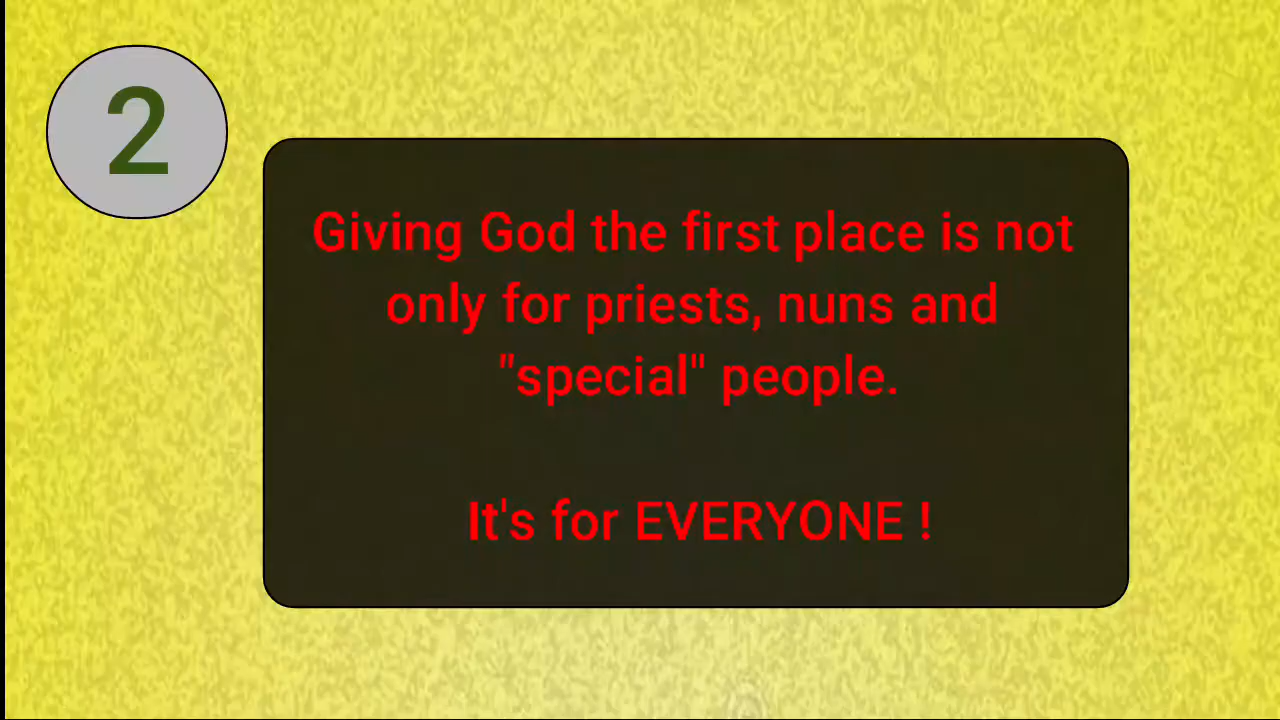 2
Giving God the first place is not
only for priests, nuns and
"special" people.
It's for EVERYONE !